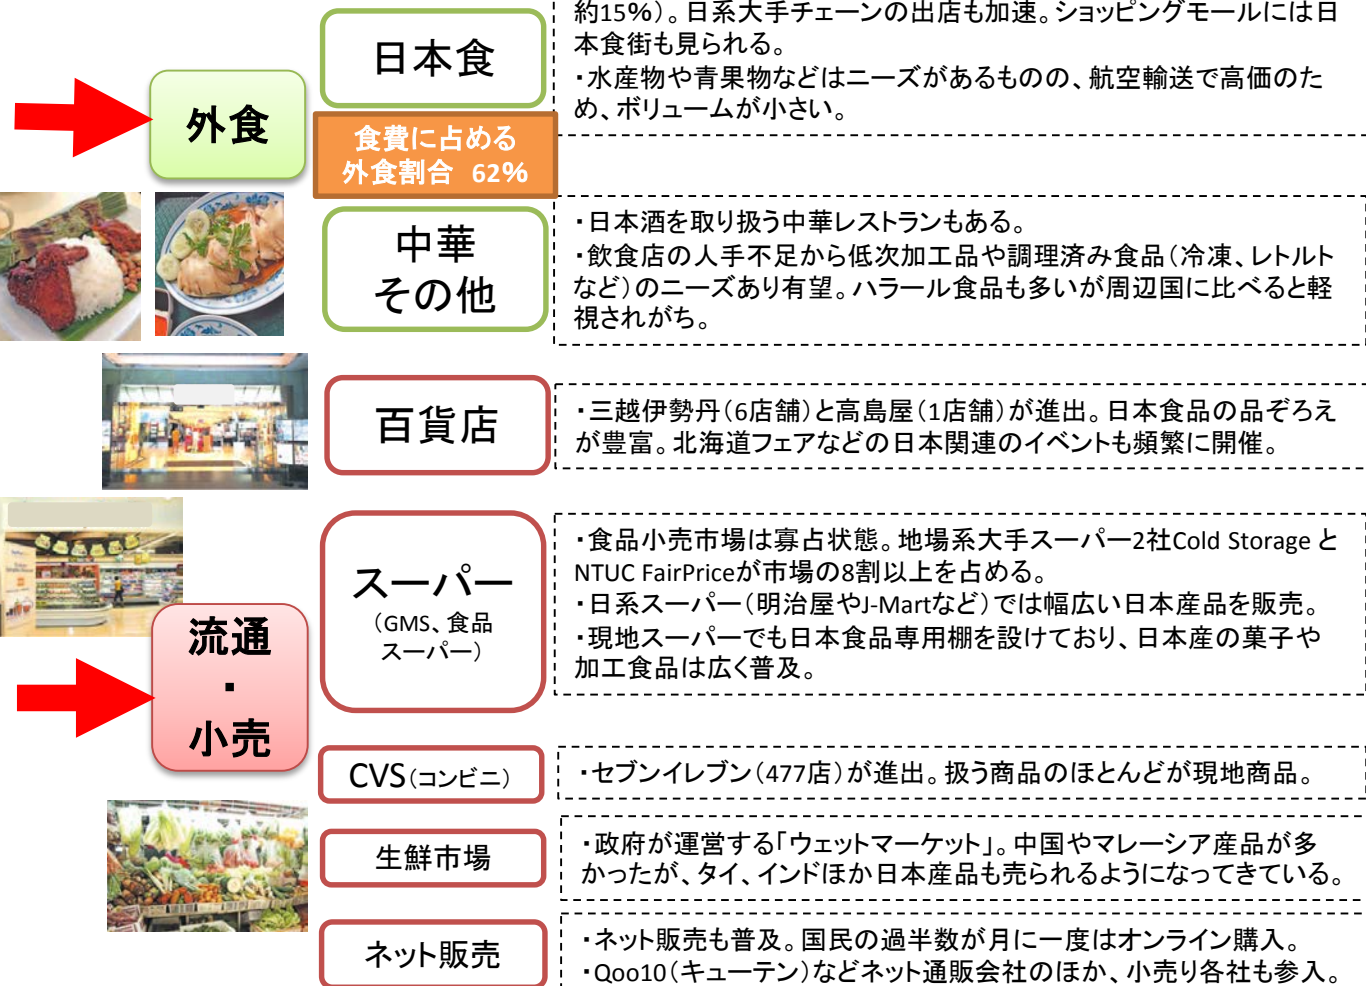 約15%）。日系大手チェーンの出店も加速。ショッピングモールには日
本食街も見られる。
・水産物や青果物などはニーズがあるものの、航空輸送で高価のた
め、ボリュームが小さい。
日本食
外食
食費に占める
外食割合 62%
中華
その他
・日本酒を取り扱う中華レストランもある。
・飲食店の人手不足から低次加工品や調理済み食品（冷凍、レトルト
など）のニーズあり有望。ハラール食品も多いが周辺国に比べると軽
視されがち。
百貨店
・三越伊勢丹（6店舗）と高島屋（1店舗）が進出。日本食品の品ぞろえ
が豊富。北海道フェアなどの日本関連のイベントも頻繁に開催。
スーパー
（GMS、食品
スーパー）
・食品小売市場は寡占状態。地場系大手スーパー2社Cold Storage と
NTUC FairPriceが市場の8割以上を占める。
・日系スーパー（明治屋やJ-Martなど）では幅広い日本産品を販売。
・現地スーパーでも日本食品専用棚を設けており、日本産の菓子や
加工食品は広く普及。
流通
・
小売
CVS（コンビニ）
・セブンイレブン（477店）が進出。扱う商品のほとんどが現地商品。
生鮮市場
・政府が運営する「ウェットマーケット」。中国やマレーシア産品が多
かったが、タイ、インドほか日本産品も売られるようになってきている。
ネット販売
・ネット販売も普及。国民の過半数が月に一度はオンライン購入。
・Qoo10（キューテン）などネット通販会社のほか、小売り各社も参入。